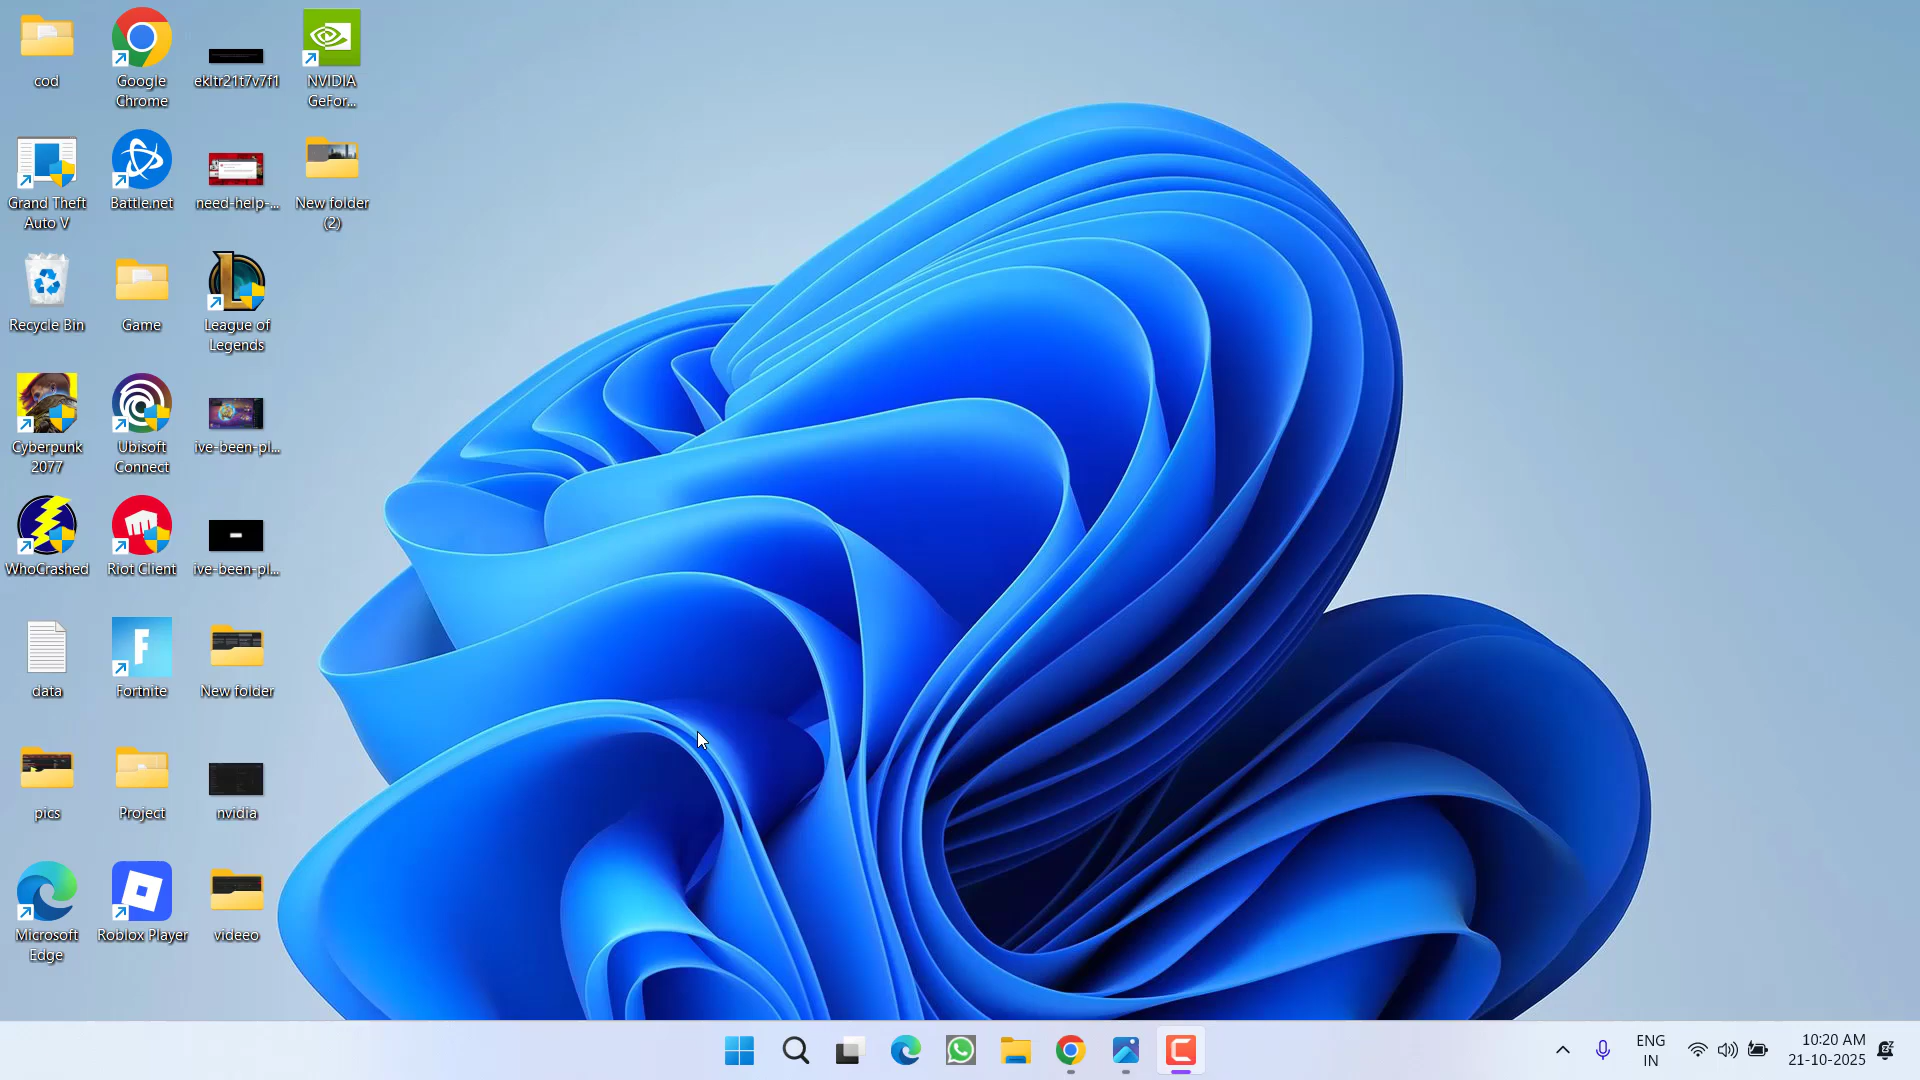 cod
Google
Chrome
ekltr21t7v7f1
NVIDIA
GeFor...
Grand Theft
Auto V
Battle.net
need-help-...
New folder
(2)
Recycle Bin
Game
League of
Legends
Cyberpunk
2077
Ubisoft
Connect
ive-been-pl...
WhoCrashed
Riot Client
ive-been-pl...
data
Fortnite
New folder
pics
Project
nvidia
Microsoft
Edge
Roblox Player
videeo
ENG
IN
10:20 AM
21-10-2025